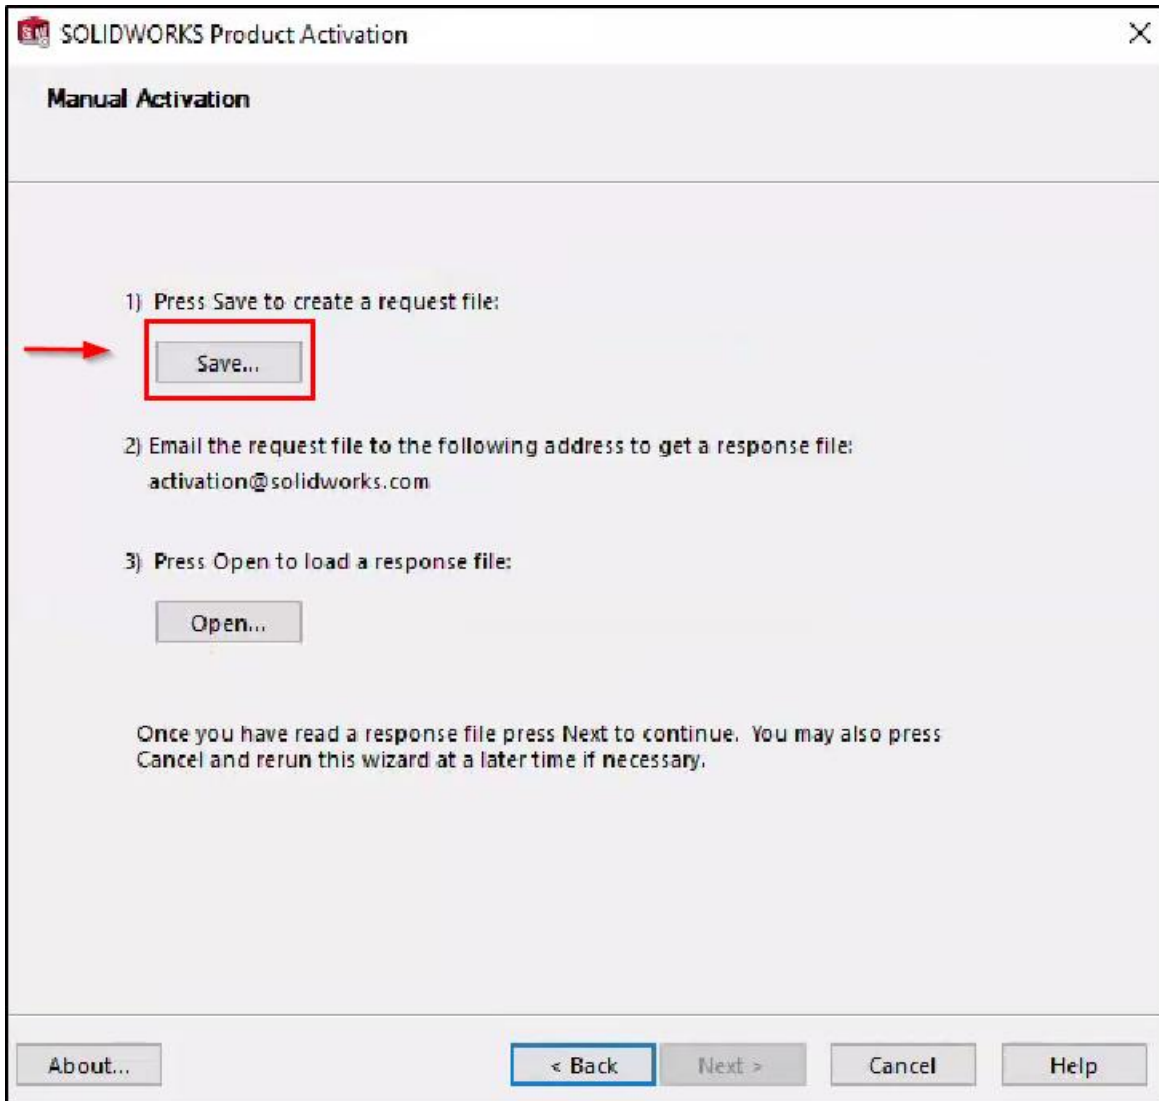 SOLIDWORKS Product Activation
Manual Activation
1) Press Save to create a request file:
Save...
2) Email the request file to the following address to get a response file:
activation@solidworks.com
3) Press Open to load a response file:
Open...
Once you have read a response file press Next to continue. You may also press
Cancel and rerun this wizard at a later time if necessary.
About...
< Back
Next >
Cancel
Help